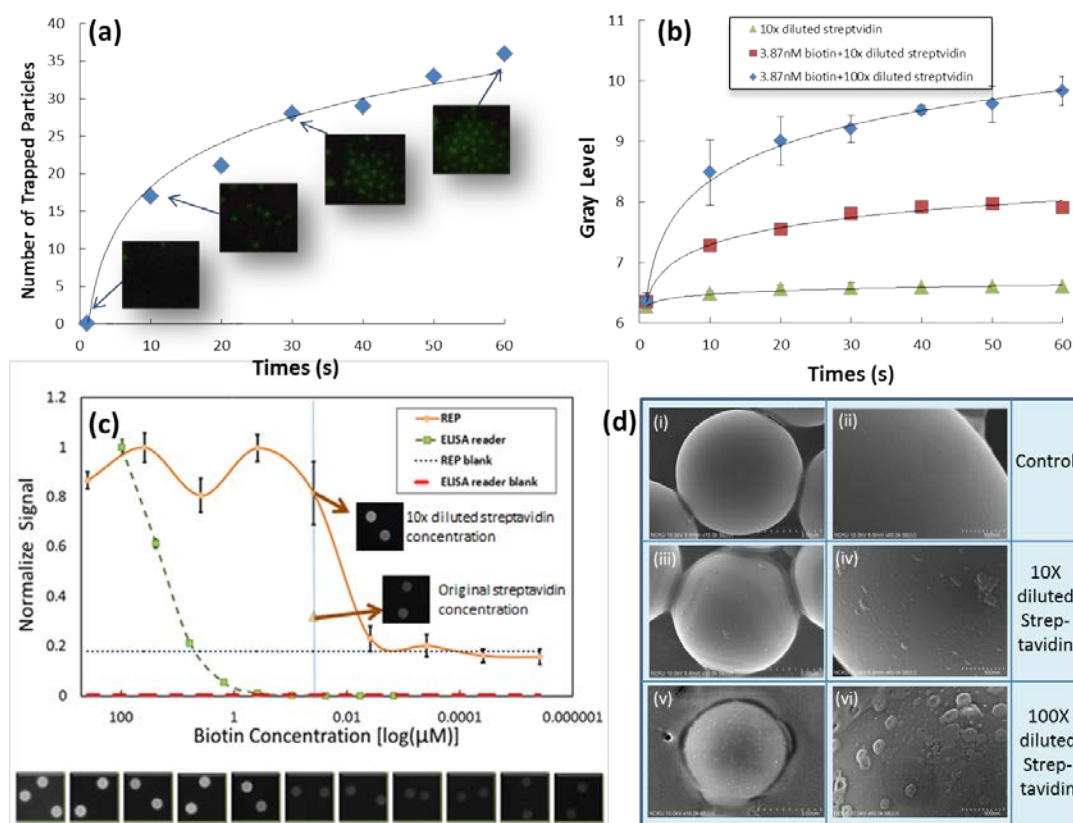 (a)
Number of Trapped Particles
40
35
30
25
20
15
10
5
0
0 10 20 30 40 50 60
Times (s)
(b)
10x diluted streptvidin
3.87nM biotin+10x diluted streptvidin
3.87nM biotin+100x diluted streptvidin
Gray Level
11
10
9
8
7
6
0 10 20 30 40 50 60
Times (s)
(c)
REP
ELISA reader
REP blank
ELISA reader blank
10x diluted streptavidin
concentration
Original streptavidin
concentration
Normalize Signal
1.2
1
0.8
0.6
0.4
0.2
0
100 1 0.01 0.0001 0.000001
Biotin Concentration [log(μM)]
(d)
(i)
(ii)
Control
(iii)
(iv)
10X
diluted
Strep-
tavidin
(v)
(vi)
100X
diluted
Strep-
tavidin